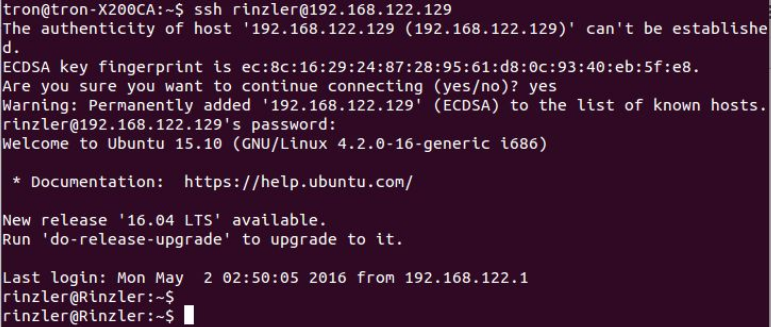 tron@tron-X200CA:~$ ssh rinzler@192.168.122.129
The authenticity of host '192.168.122.129 (192.168.122.129)' can't be establishe
d.
ECDSA key fingerprint is ec:8c:16:29:24:87:28:95:61:d8:0c:93:40:eb:5f:e8.
Are you sure you want to continue connecting (yes/no)? yes
Warning: Permanently added '192.168.122.129' (ECDSA) to the list of known hosts.
rinzler@192.168.122.129's password:
Welcome to Ubuntu 15.10 (GNU/Linux 4.2.0-16-generic i686)

 * Documentation:  https://help.ubuntu.com/

New release '16.04 LTS' available.
Run 'do-release-upgrade' to upgrade to it.

Last login: Mon May  2 02:50:05 2016 from 192.168.122.1
rinzler@Rinzler:~$
rinzler@Rinzler:~$